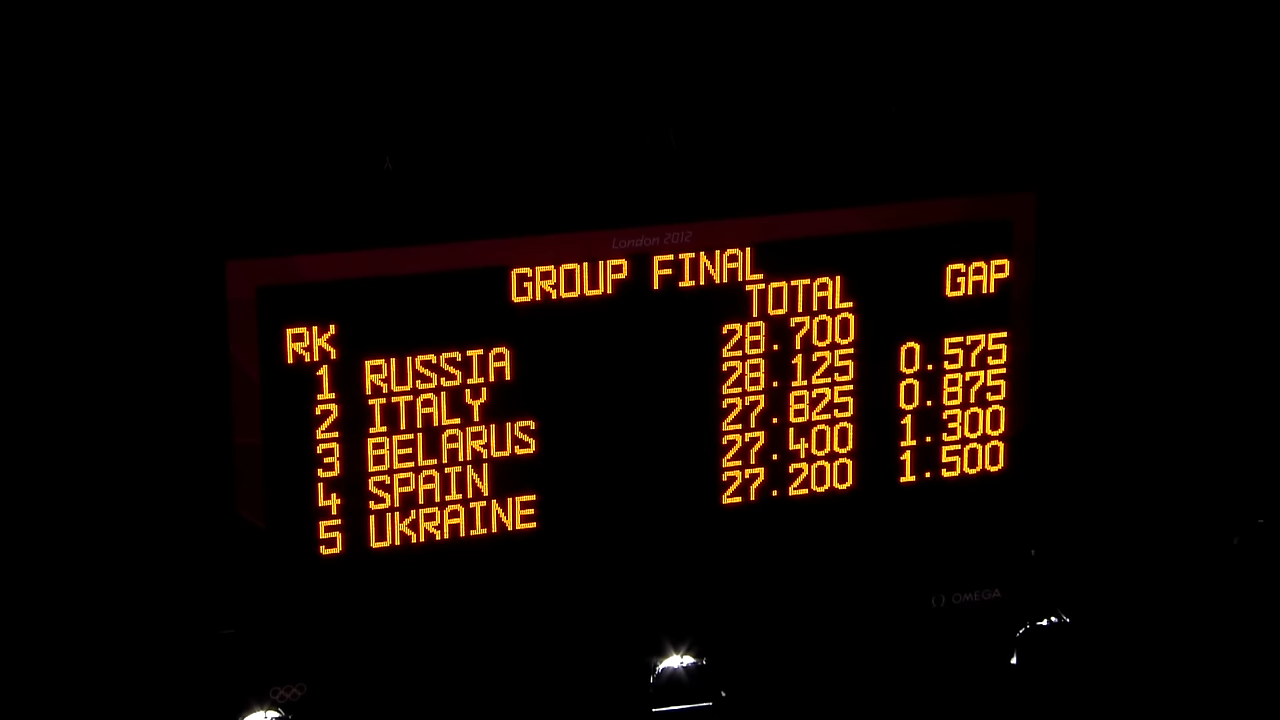 London 2012
GROUP FINAL
TOTAL GAP
RK
1 RUSSIA 28.700
2 ITALY 28.125 0.575
3 BELARUS 27.825 0.875
4 SPAIN 27.400 1.300
5 UKRAINE 27.200 1.500
OMEGA